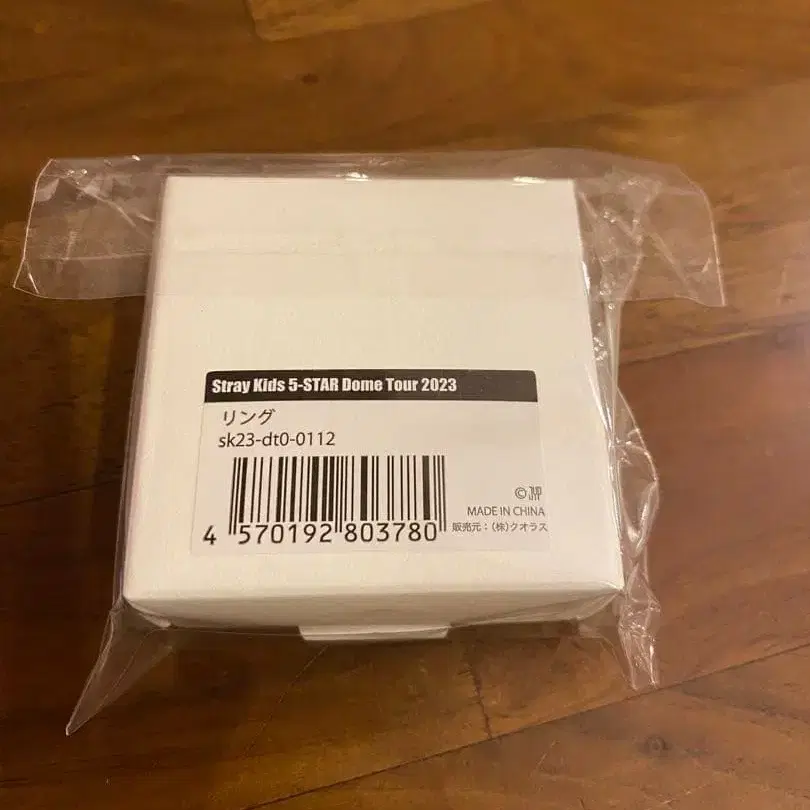 Stray Kids 5-STAR Dome Tour 2023
リング
sk23-dt0-0112
4 570192 803780
© JYP
MADE IN CHINA
販売元：(株)クオラス